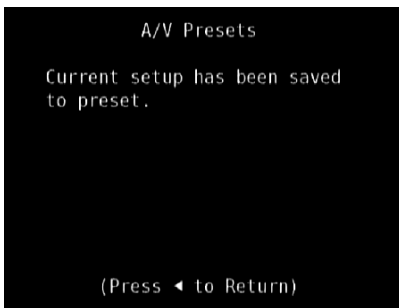 A/V Presets
Current setup has been saved
to preset.
(Press ◄ to Return)